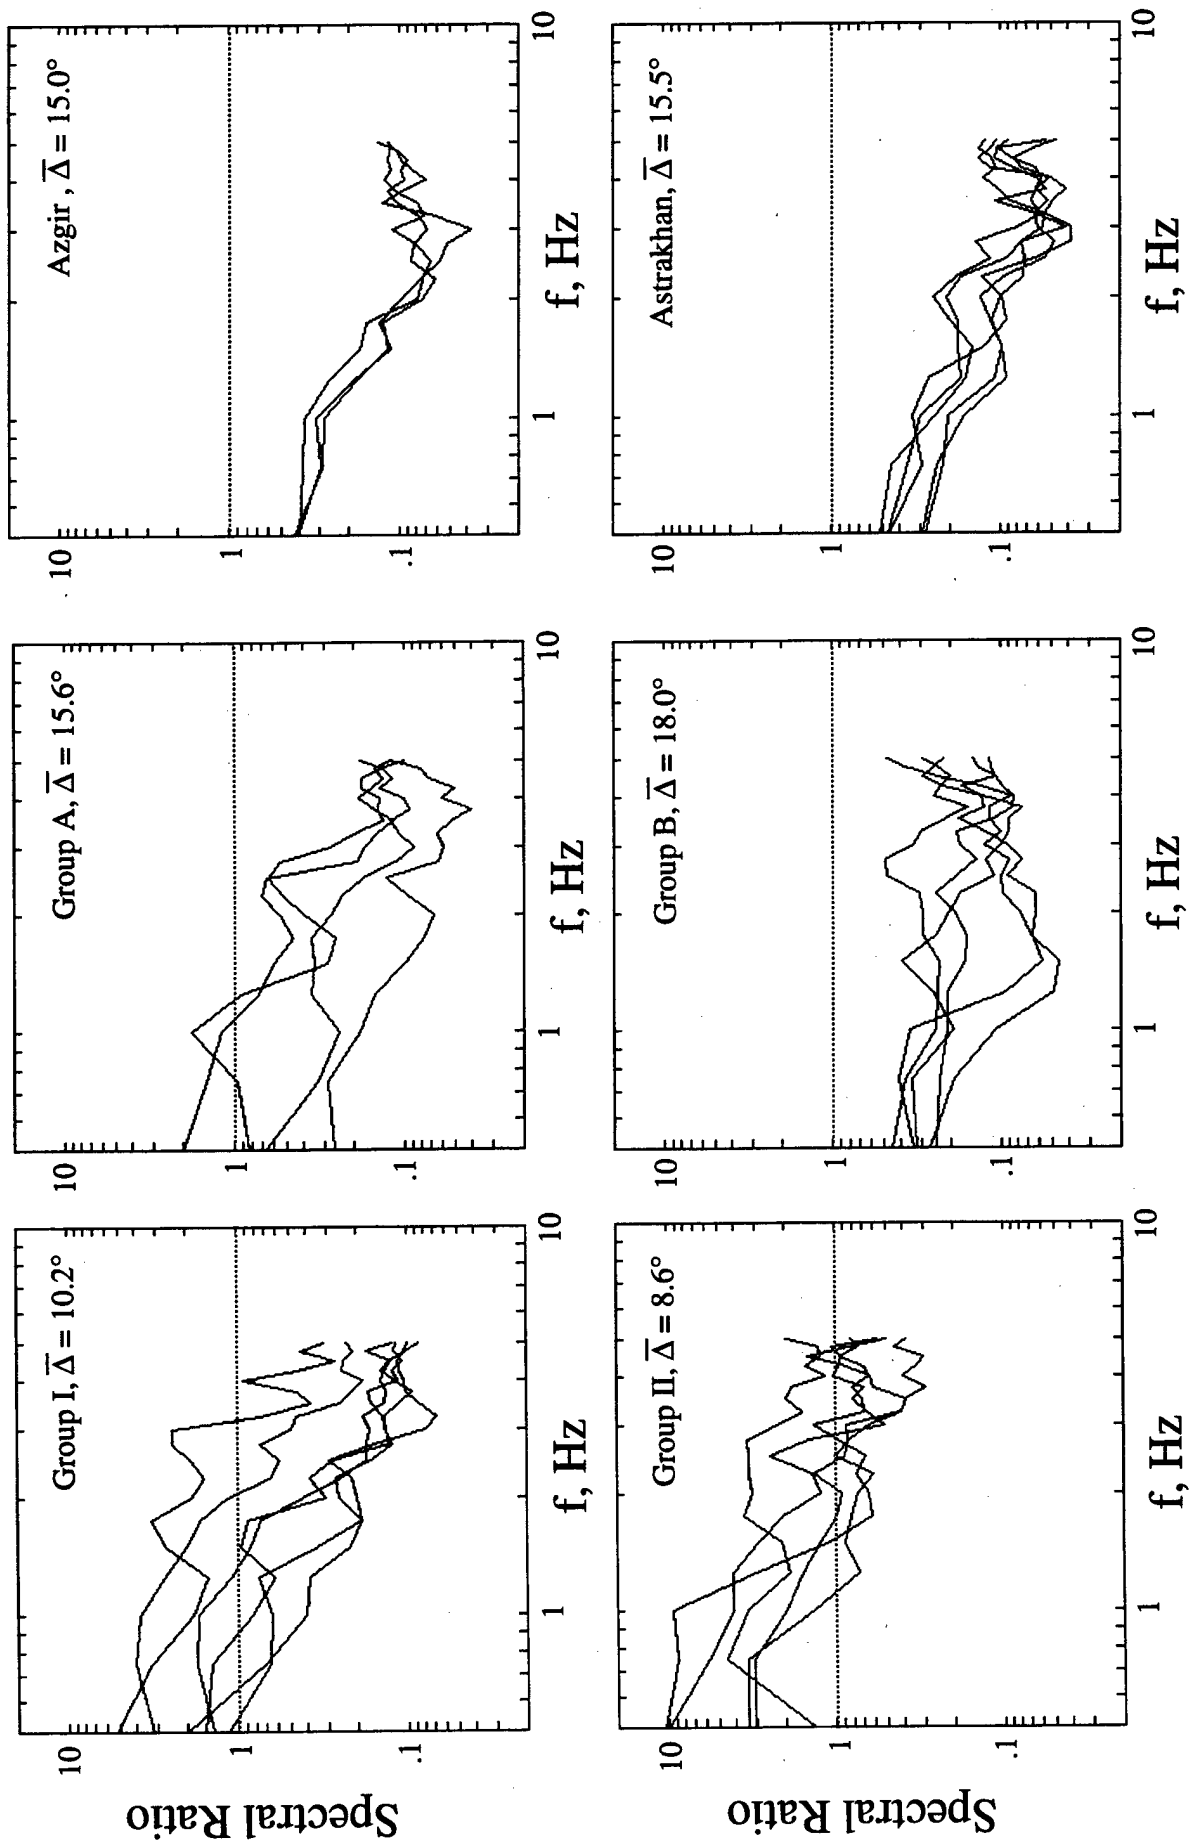 Spectral Ratio
10
1
.1
Group I, Δ̅ = 10.2°
1
10
f, Hz
10
1
.1
Group A, Δ̅ = 15.6°
1
10
f, Hz
10
1
.1
Azgir , Δ̅ = 15.0°
1
10
f, Hz
Spectral Ratio
10
1
.1
Group II, Δ̅ = 8.6°
1
10
f, Hz
10
1
.1
Group B, Δ̅ = 18.0°
1
10
f, Hz
10
1
.1
Astrakhan, Δ̅ = 15.5°
1
10
f, Hz